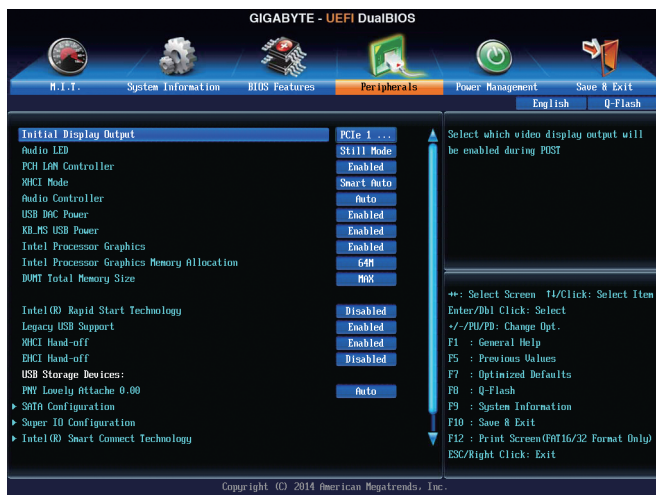 GIGABYTE - UEFI DualBIOS
M.I.T. System Information BIOS Features Peripherals Power Management Save & Exit
English Q-Flash
Initial Display Output PCIe 1 ...
Audio LED Still Mode
PCH LAN Controller Enabled
XHCI Mode Smart Auto
Audio Controller Auto
USB DAC Power Enabled
KB_MS USB Power Enabled
Intel Processor Graphics Enabled
Intel Processor Graphics Memory Allocation 64M
DVMT Total Memory Size MAX
Intel(R) Rapid Start Technology Disabled
Legacy USB Support Enabled
XHCI Hand-off Enabled
EHCI Hand-off Disabled
USB Storage Devices:
PNY Lovely Attache 0.00 Auto
SATA Configuration
Super IO Configuration
Intel(R) Smart Connect Technology
Select which video display output will
be enabled during POST
→←: Select Screen ↑↓/Click: Select Item
Enter/Dbl Click: Select
+/-/PU/PD: Change Opt.
F1 : General Help
F5 : Previous Values
F7 : Optimized Defaults
F8 : Q-Flash
F9 : System Information
F10 : Save & Exit
F12 : Print Screen(FAT16/32 Format Only)
ESC/Right Click: Exit
Copyright (C) 2014 American Megatrends, Inc.